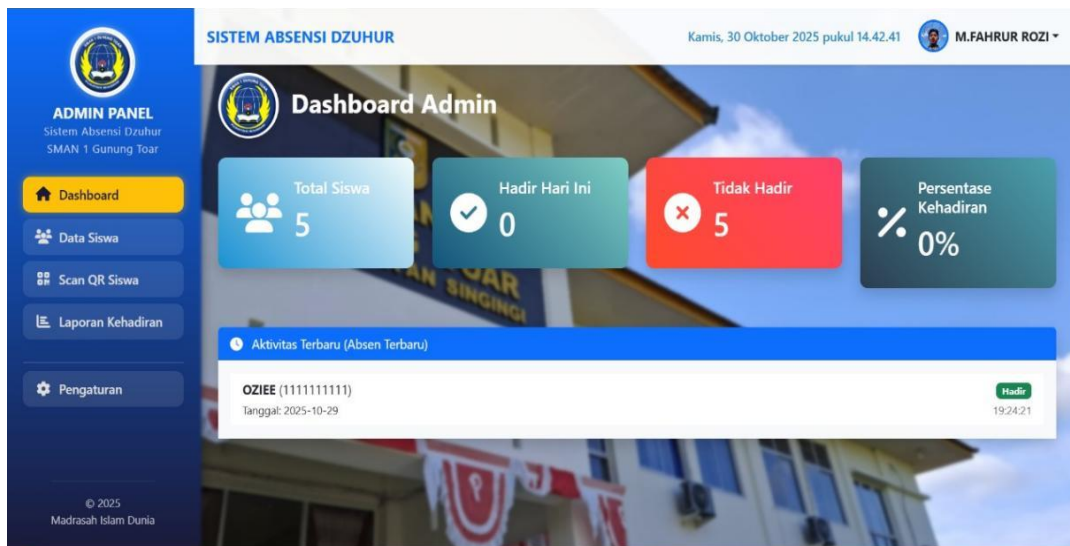 ADMIN PANEL
Sistem Absensi Dzuhur
SMAN 1 Gunung Toar
Dashboard
Data Siswa
Scan QR Siswa
Laporan Kehadiran
Pengaturan
© 2025
Madrasah Islam Dunia
SISTEM ABSENSI DZUHUR
Kamis, 30 Oktober 2025 pukul 14.42.41
M.FAHRUR ROZI
Dashboard Admin
Total Siswa
5
Hadir Hari Ini
0
Tidak Hadir
5
Persentase
Kehadiran
0%
OAR
AN SINGINGI
Aktivitas Terbaru (Absen Terbaru)
OZIEE (1111111111)
Hadir
Tanggal: 2025-10-29
19:24:21